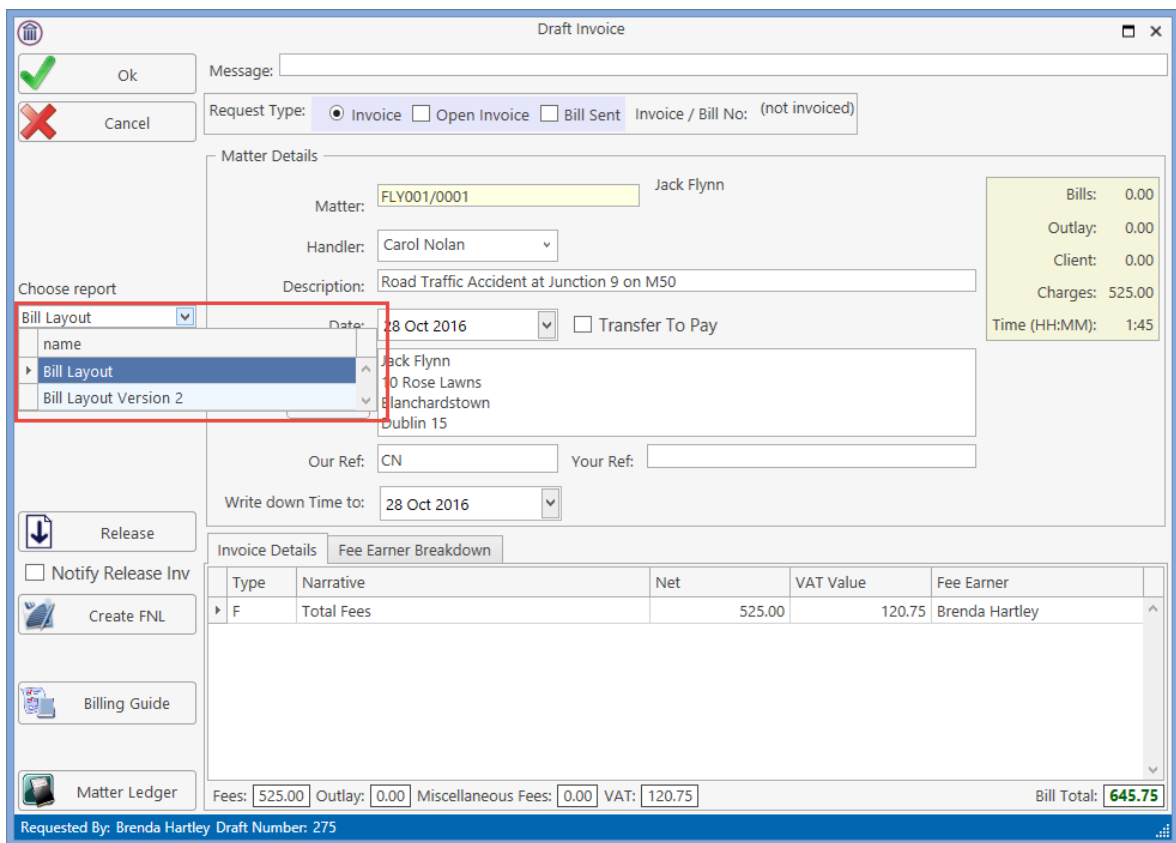 Draft Invoice
Ok
Message:
Cancel
Request Type: Invoice Open Invoice Bill Sent Invoice / Bill No: (not invoiced)
Matter Details
Matter: FLY001/0001 Jack Flynn
Handler: Carol Nolan
Description: Road Traffic Accident at Junction 9 on M50
Date: 28 Oct 2016 Transfer To Pay
Jack Flynn
10 Rose Lawns
Blanchardstown
Dublin 15
Our Ref: CN Your Ref:
Write down Time to: 28 Oct 2016
Bills: 0.00
Outlay: 0.00
Client: 0.00
Charges: 525.00
Time (HH:MM): 1:45
Choose report
Bill Layout
name
Bill Layout
Bill Layout Version 2
Release
Notify Release Inv
Create FNL
Billing Guide
Matter Ledger
Invoice Details Fee Earner Breakdown
Type Narrative Net VAT Value Fee Earner
F Total Fees 525.00 120.75 Brenda Hartley
Fees: 525.00 Outlay: 0.00 Miscellaneous Fees: 0.00 VAT: 120.75 Bill Total: 645.75
Requested By: Brenda Hartley Draft Number: 275